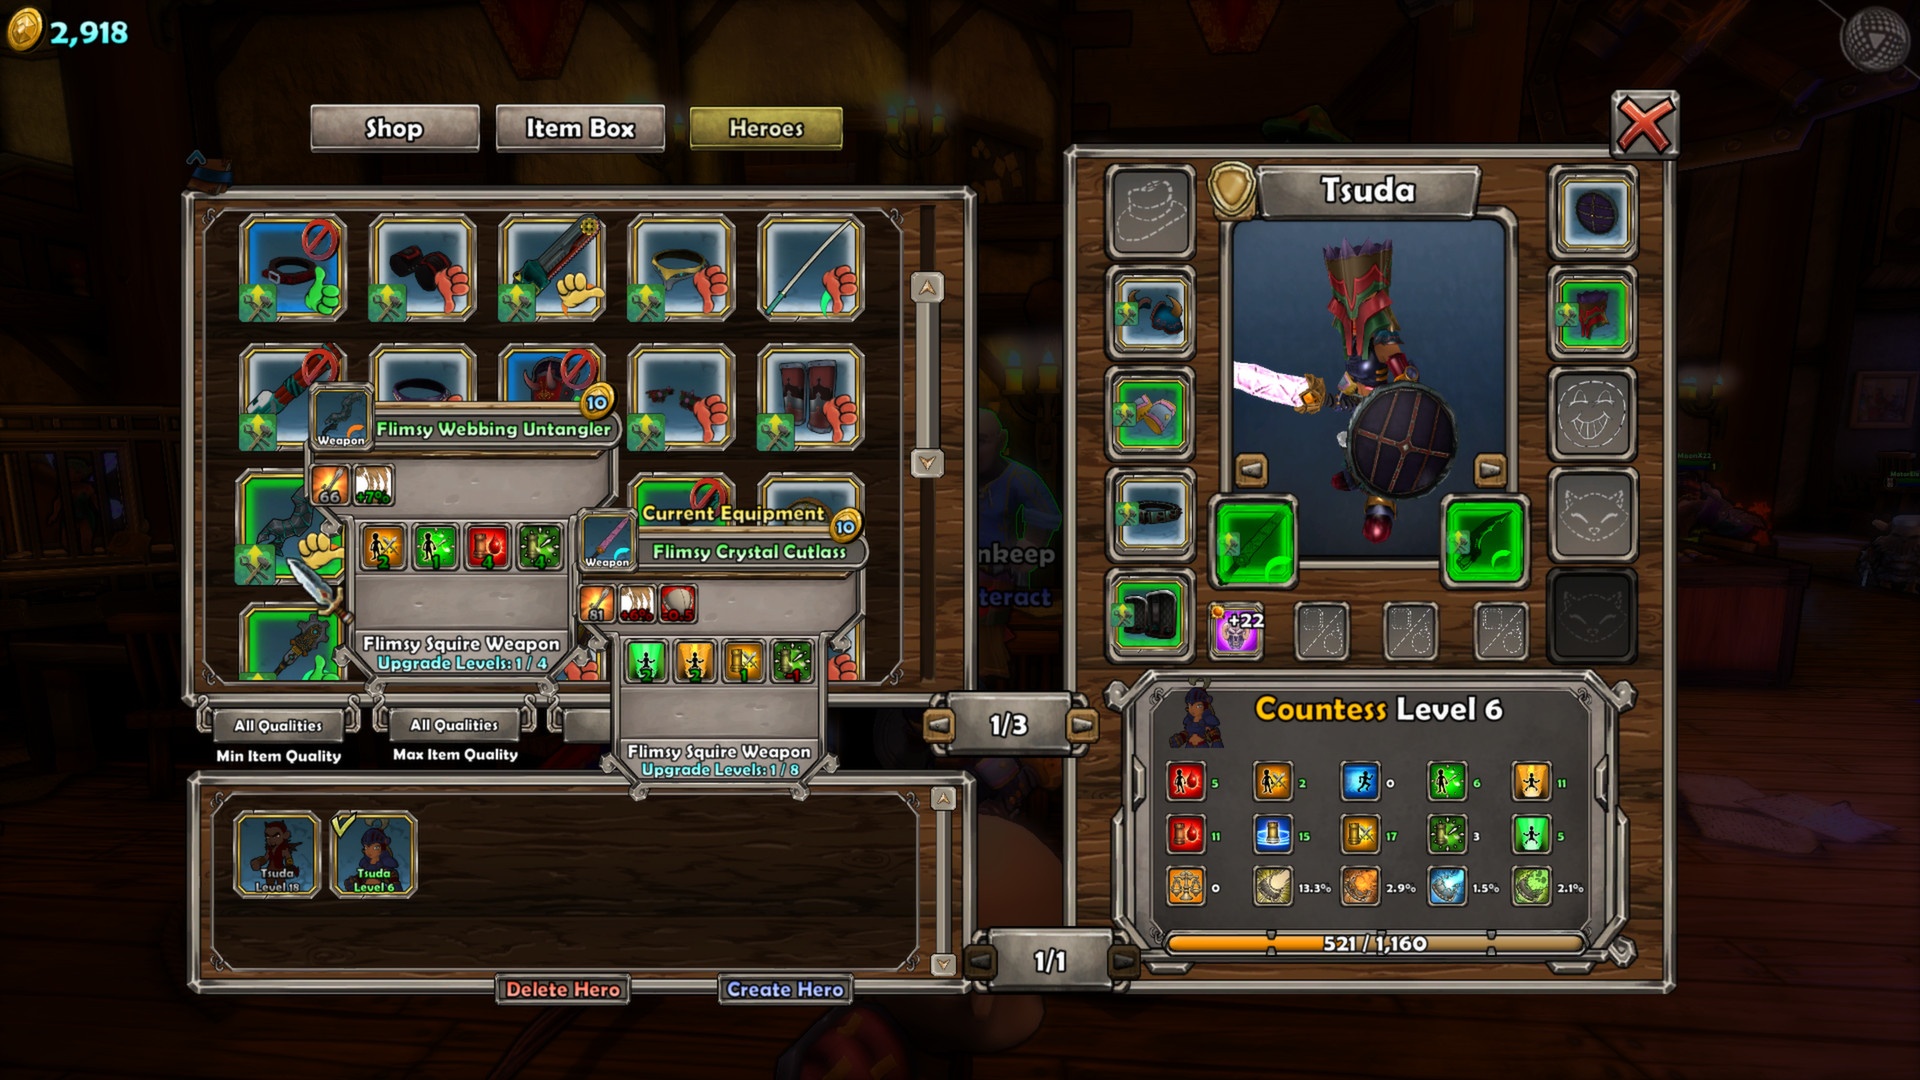 2,918
Shop
Item Box
Heroes
Tsuda
10
Flimsy Webbing Untangler
Weapon
66
+7%
2
1
4
4
Flimsy Squire Weapon
Upgrade Levels: 1 / 4
Current Equipment
10
Flimsy Crystal Cutlass
Weapon
81
+6%
-0.5
2
2
1
-1
Flimsy Squire Weapon
Upgrade Levels: 1 / 8
nkeep
teract
+22
All Qualities
All Qualities
Min Item Quality
Max Item Quality
1/3
Countess Level 6
5
2
0
6
11
11
15
17
3
5
0
13.3%
2.9%
1.5%
2.1%
521 / 1,160
Tsuda
Level 18
Tsuda
Level 6
1/1
Delete Hero
Create Hero